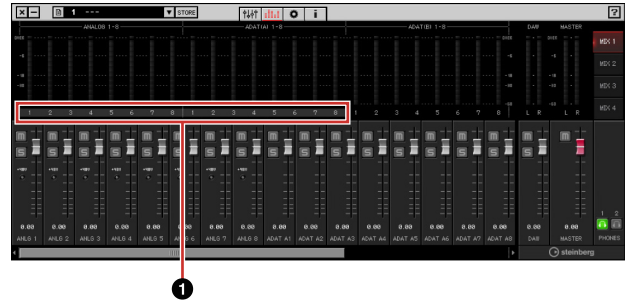 1 --- STORE ?
ANALOG 1-8 ADAT(A) 1-8 ADAT(B) 1-8 DAW MASTER
MIX 1
MIX 2
MIX 3
1 2 3 4 5 6 7 8 1 2 3 4 5 6 7 8 1 2 3 4 5 6 7 8 L R L R MIX 4
m m m m m m m m m m m m m m m
S S S S S S S S S S S S S S
+48V +48V +48V +48V
1 2
0.00 0.00 0.00 0.00 0.00 0.00 0.00 0.00 0.00 0.00 0.00 0.00 0.00 0.00 0.00 0.00 0.00 0.00
ANLG 1 ANLG 2 ANLG 3 ANLG 4 ANLG 5 6 ANLG 7 ANLG 8 ADAT A1 ADAT A2 ADAT A3 ADAT A4 ADAT A5 ADAT A6 ADAT A7 ADAT A8 DAW MASTER PHONES
steinberg
1